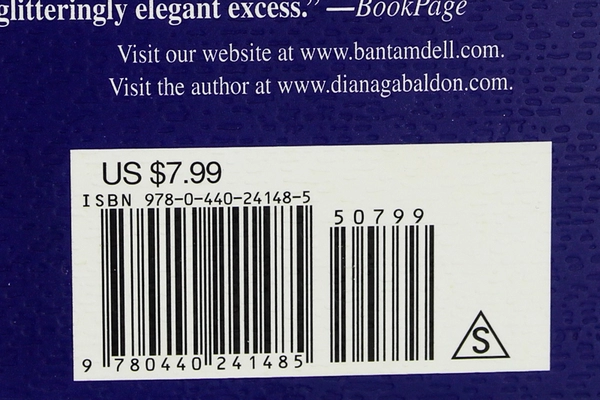 glitteringly elegant excess.” —BookPage
Visit our website at www.bantamdell.com.
Visit the author at www.dianagabaldon.com.
US $7.99
ISBN 978-0-440-24148-5
50799
9 780440 241485
S